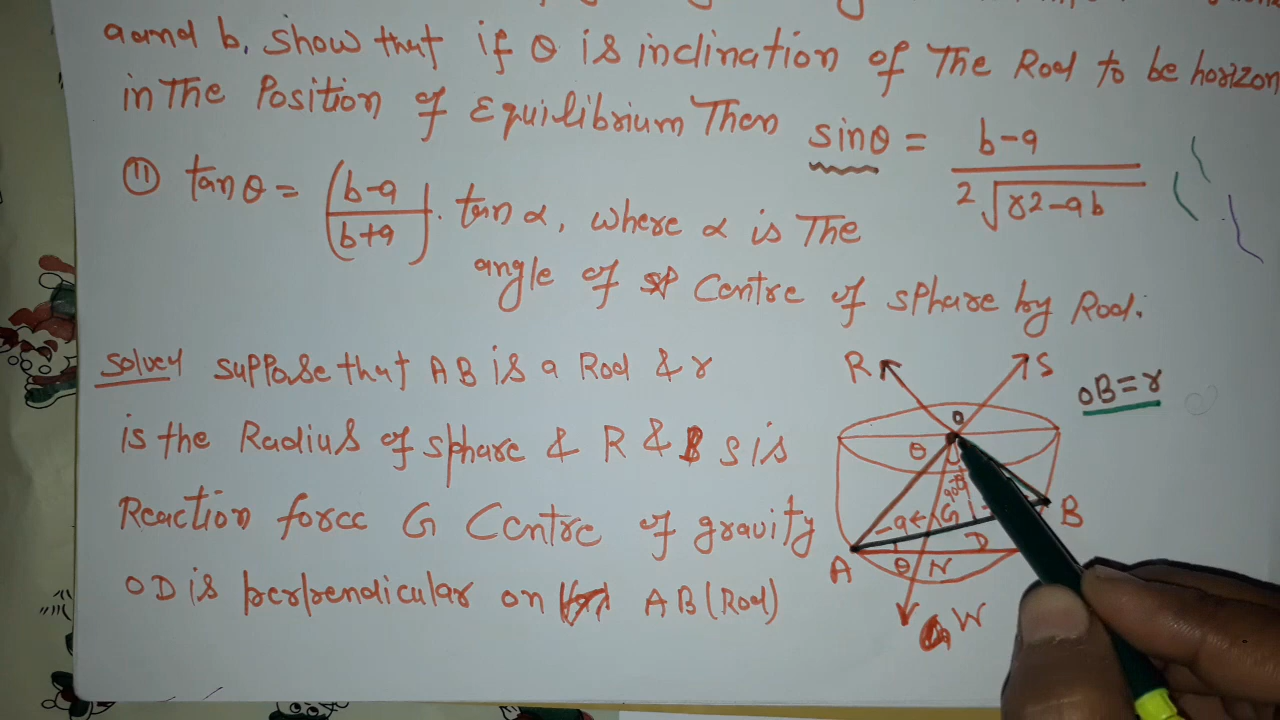 a and b. show that if θ is inclination of The Rod to be horizon
in The Position of Equilibrium Then sinθ = b-a / 2√r2-ab
(11) tanθ = (b-a / b+a) . tan α, where α is The
angle of Centre of sphare by Rod.
Solve suppose that AB is a Rod & r
is the Radius of sphare & R & S is
Reaction force G Centre of gravity
OD is perpendicular on AB (Rod)
R S
OB = r
O
θ 90-θ
a G
B
A θ N D
W